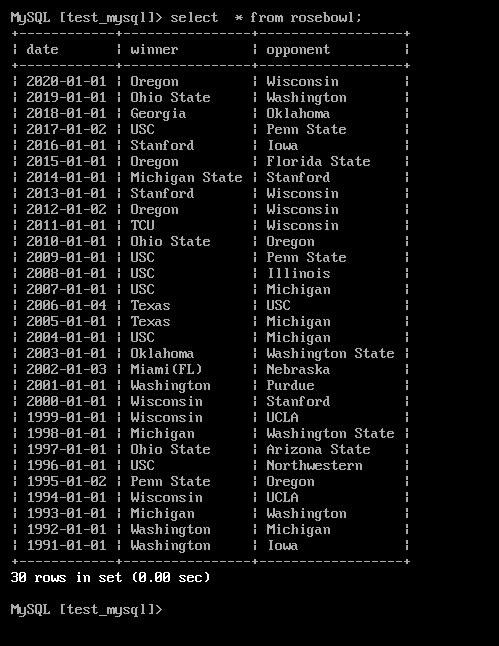 MySQL [test_mysql]> select  * from rosebowl;
+------------+----------------+------------------+
| date       | winner         | opponent         |
+------------+----------------+------------------+
| 2020-01-01 | Oregon         | Wisconsin        |
| 2019-01-01 | Ohio State     | Washington       |
| 2018-01-01 | Georgia        | Oklahoma         |
| 2017-01-02 | USC            | Penn State       |
| 2016-01-01 | Stanford       | Iowa             |
| 2015-01-01 | Oregon         | Florida State    |
| 2014-01-01 | Michigan State | Stanford         |
| 2013-01-01 | Stanford       | Wisconsin        |
| 2012-01-02 | Oregon         | Wisconsin        |
| 2011-01-01 | TCU            | Wisconsin        |
| 2010-01-01 | Ohio State     | Oregon           |
| 2009-01-01 | USC            | Penn State       |
| 2008-01-01 | USC            | Illinois         |
| 2007-01-01 | USC            | Michigan         |
| 2006-01-04 | Texas          | USC              |
| 2005-01-01 | Texas          | Michigan         |
| 2004-01-01 | USC            | Michigan         |
| 2003-01-01 | Oklahoma       | Washington State |
| 2002-01-03 | Miami(FL)      | Nebraska         |
| 2001-01-01 | Washington     | Purdue           |
| 2000-01-01 | Wisconsin      | Stanford         |
| 1999-01-01 | Wisconsin      | UCLA             |
| 1998-01-01 | Michigan       | Washington State |
| 1997-01-01 | Ohio State     | Arizona State    |
| 1996-01-01 | USC            | Northwestern     |
| 1995-01-02 | Penn State     | Oregon           |
| 1994-01-01 | Wisconsin      | UCLA             |
| 1993-01-01 | Michigan       | Washington       |
| 1992-01-01 | Washington     | Michigan         |
| 1991-01-01 | Washington     | Iowa             |
+------------+----------------+------------------+
30 rows in set (0.00 sec)
MySQL [test_mysql]>